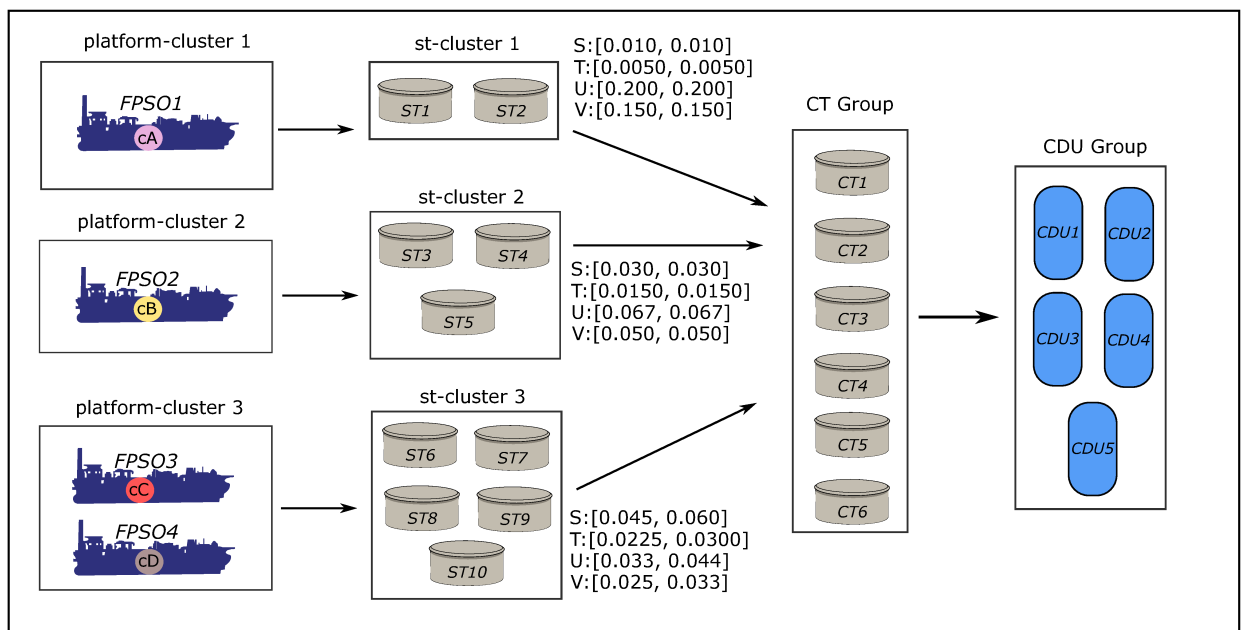 platform-cluster 1
FPSO1
cA
st-cluster 1
ST1
ST2
S:[0.010, 0.010]
T:[0.0050, 0.0050]
U:[0.200, 0.200]
V:[0.150, 0.150]
platform-cluster 2
FPSO2
cB
st-cluster 2
ST3
ST4
ST5
S:[0.030, 0.030]
T:[0.0150, 0.0150]
U:[0.067, 0.067]
V:[0.050, 0.050]
platform-cluster 3
FPSO3
cC
FPSO4
cD
st-cluster 3
ST6
ST7
ST8
ST9
ST10
S:[0.045, 0.060]
T:[0.0225, 0.0300]
U:[0.033, 0.044]
V:[0.025, 0.033]
CT Group
CT1
CT2
CT3
CT4
CT5
CT6
CDU Group
CDU1
CDU2
CDU3
CDU4
CDU5